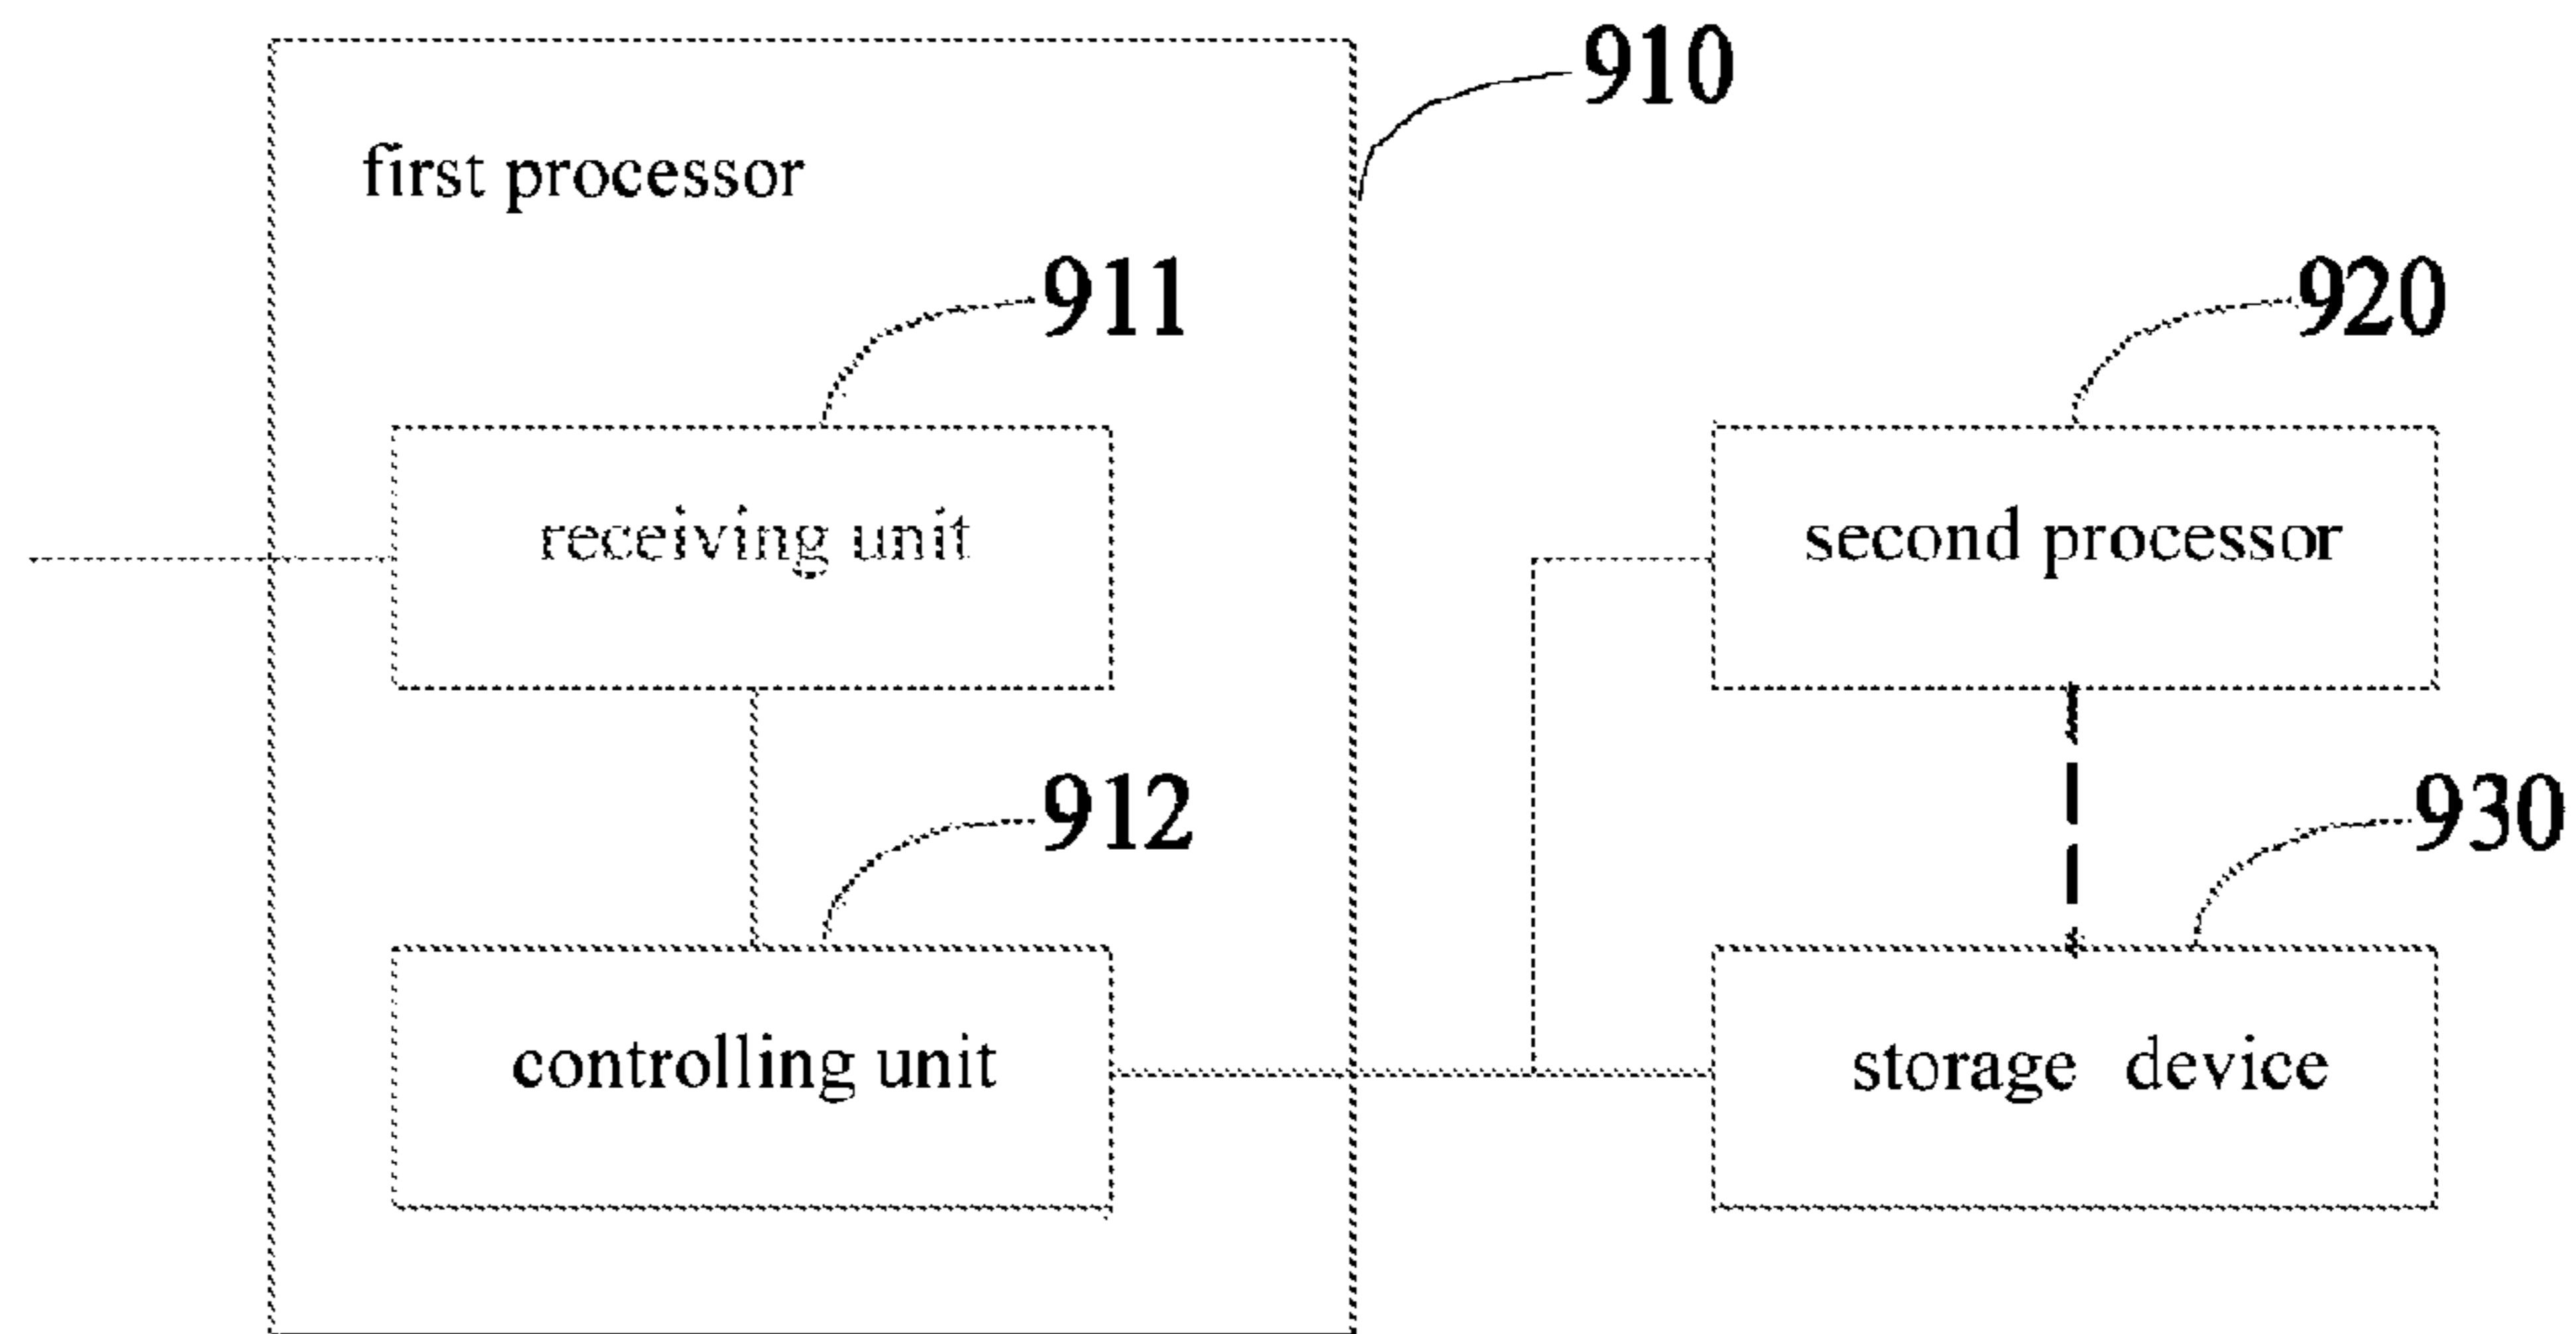 910
first processor
911
920
receiving unit
second processor
912
930
controlling unit
storage device